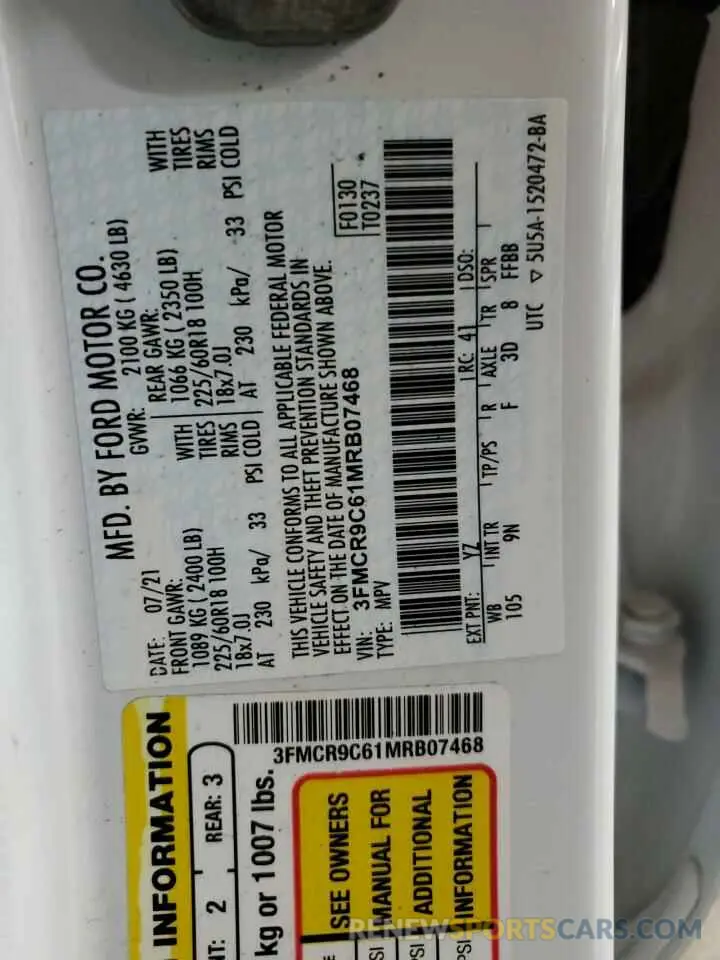 MFD. BY FORD MOTOR CO.
DATE: 07/21
GVWR: 2100 KG ( 4630 LB)
FRONT GAWR:
1089 KG ( 2400 LB)
WITH
225/60R18 100H
TIRES
18x7.0J
RIMS
AT 230 kPa/ 33 PSI COLD
REAR GAWR:
1066 KG ( 2350 LB)
WITH
225/60R18 100H
TIRES
18x7.0J
RIMS
AT 230 kPa/ 33 PSI COLD
THIS VEHICLE CONFORMS TO ALL APPLICABLE FEDERAL MOTOR
VEHICLE SAFETY AND THEFT PREVENTION STANDARDS IN
EFFECT ON THE DATE OF MANUFACTURE SHOWN ABOVE.
F0130
T0237
VIN: 3FMCR9C61MRB07468
TYPE: MPV
EXT PNT: YZ RC: 41 DSO:
WB INT TR TP/PS R AXLE TR SPR
105 9N F 3D 8 FFBB
UTC ▽ 5U5A-1520472-BA
INFORMATION
NT: 2 REAR: 3
kg or 1007 lbs.
3FMCR9C61MRB07468
SEE OWNERS
MANUAL FOR
ADDITIONAL
INFORMATION
PSI
PSI
PSI
RENEWSPORTSCARS.COM